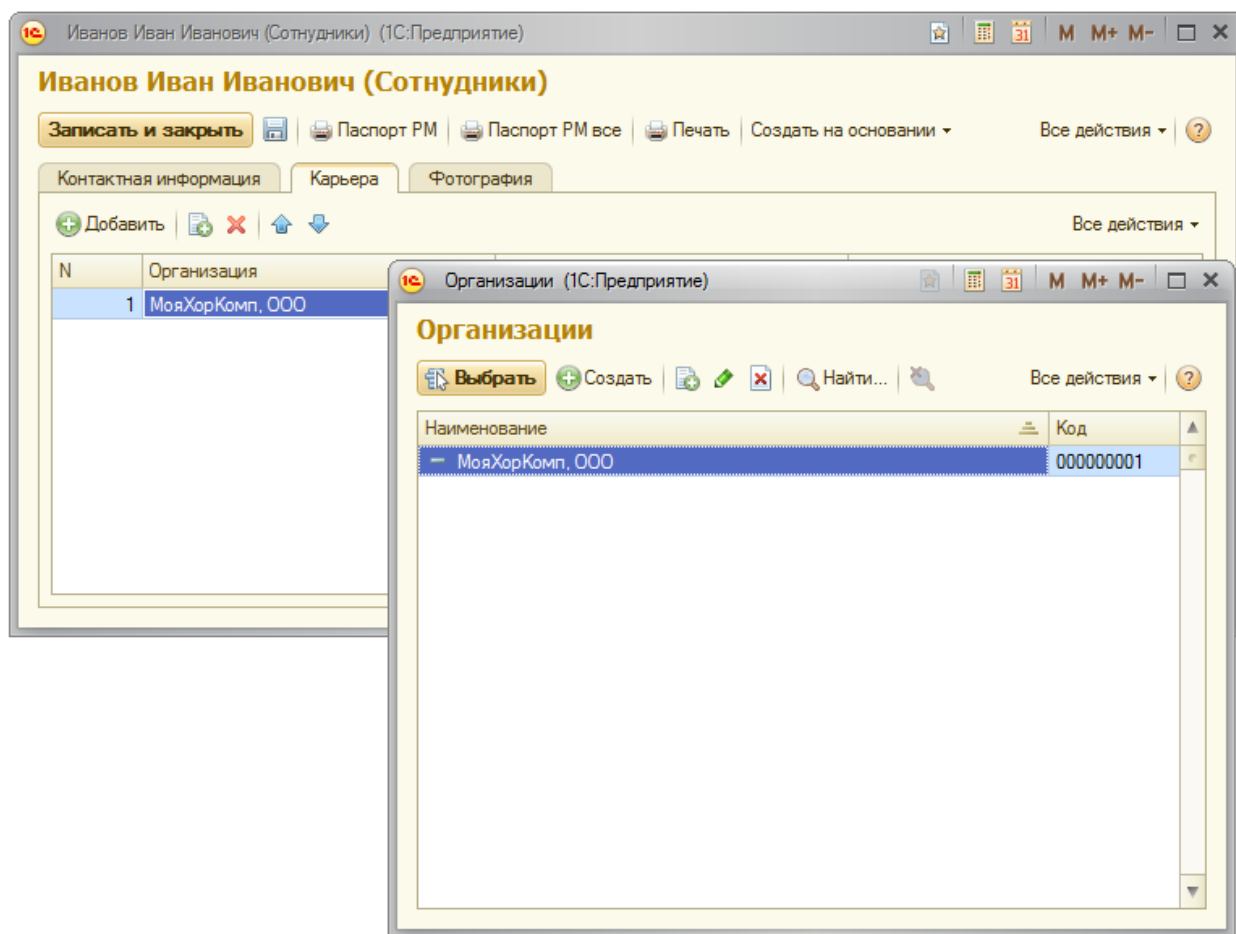 Иванов Иван Иванович (Сотнудники) (1С:Предприятие)
M M+ M-
Иванов Иван Иванович (Сотнудники)
Записать и закрыть Паспорт РМ Паспорт РМ все Печать Создать на основании Все действия ?
Контактная информация Карьера Фотография
Добавить Все действия
N Организация
1 МояХорКомп, ООО
Организации (1С:Предприятие)
31 M M+ M-
Организации
Выбрать Создать Найти... Все действия ?
Наименование Код
МояХорКомп, ООО 000000001